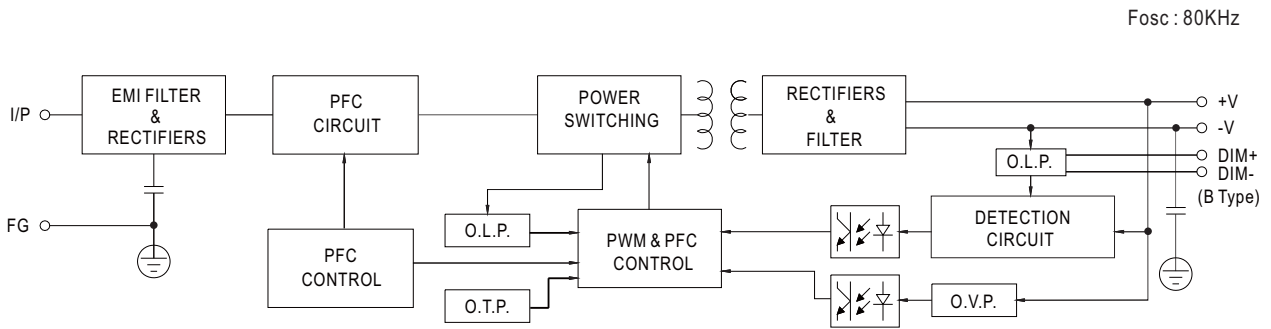 Fosc : 80KHz
I/P
EMI FILTER
&
RECTIFIERS
PFC
CIRCUIT
POWER
SWITCHING
RECTIFIERS
&
FILTER
+V
-V
DIM+
DIM-
(B Type)
O.L.P.
FG
PFC
CONTROL
O.L.P.
O.T.P.
PWM & PFC
CONTROL
DETECTION
CIRCUIT
O.V.P.